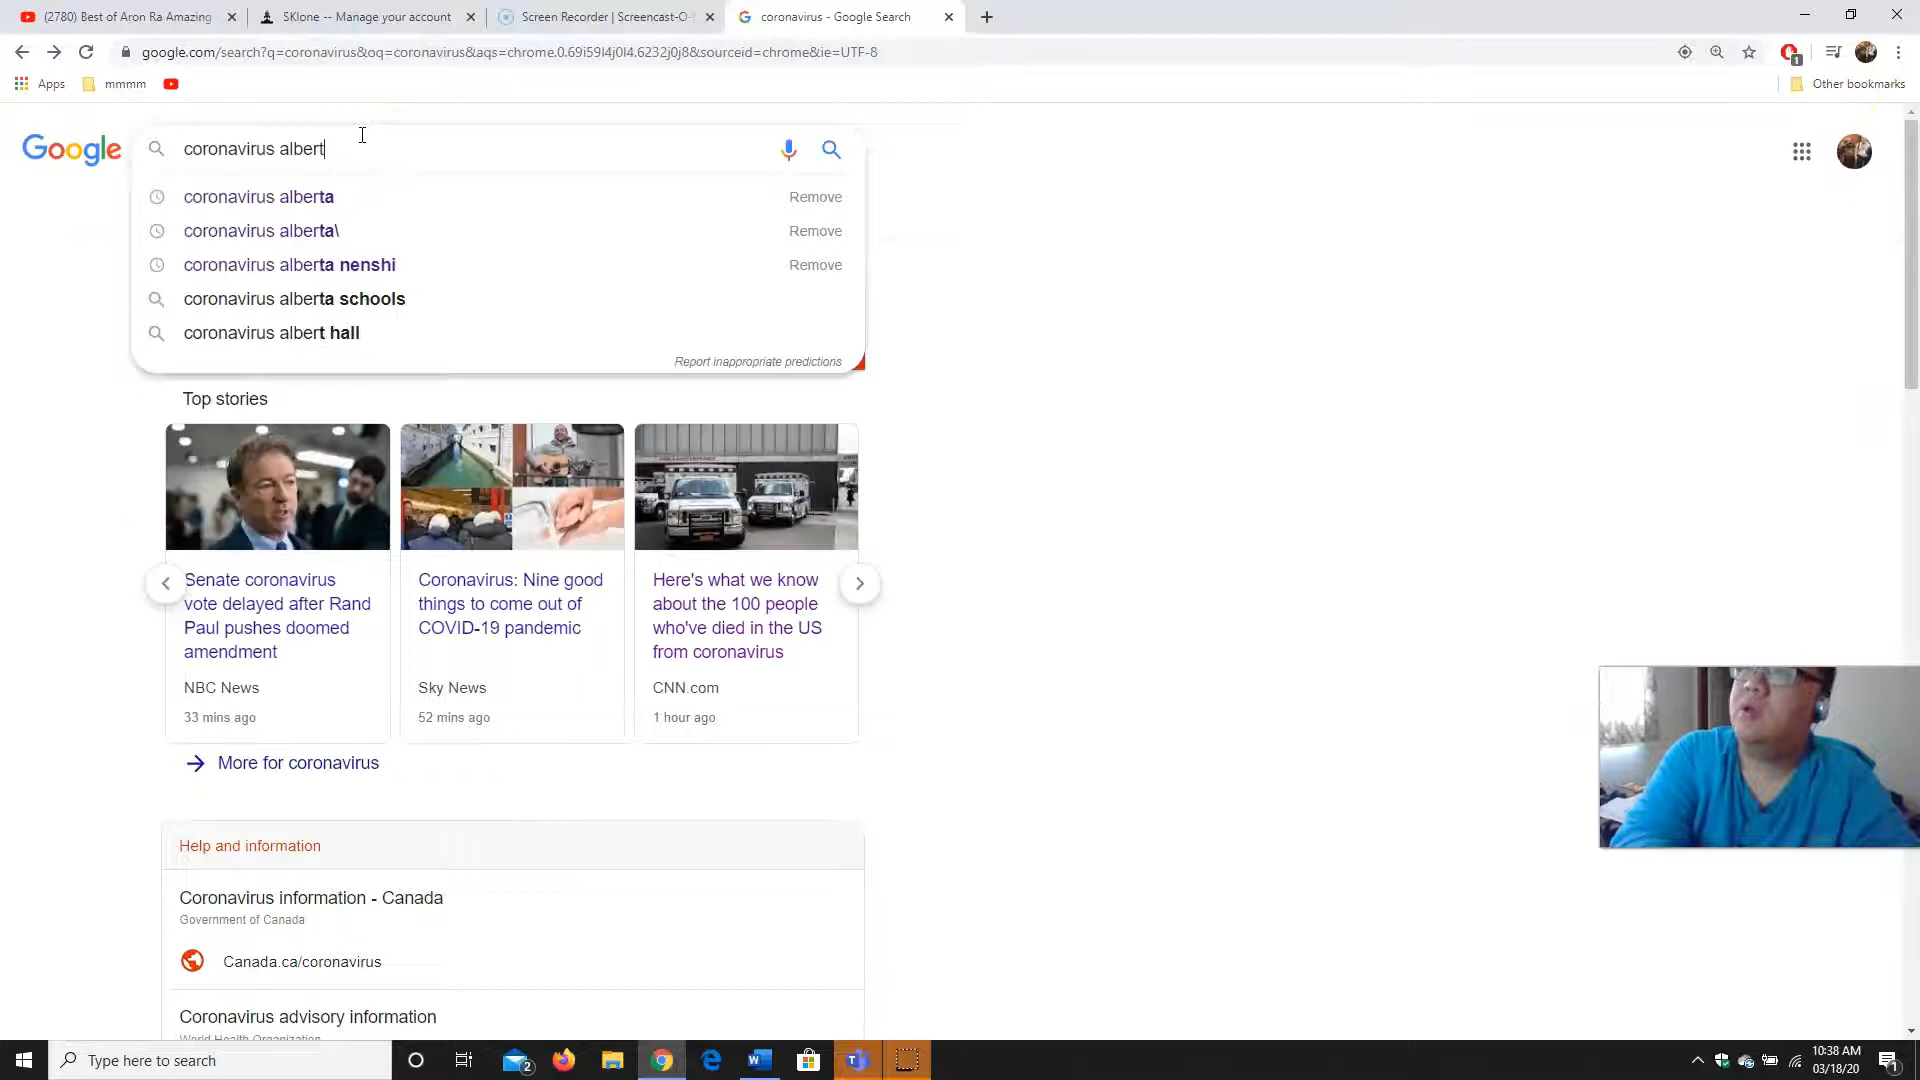 (2780) Best of Aron Ra Amazing
SKlone -- Manage your account
Screen Recorder | Screencast-O-
coronavirus - Google Search
google.com/search?q=coronavirus&oq=coronavirus&aqs=chrome.0.69i59l4j0l4.6232j0j8&sourceid=chrome&ie=UTF-8
1
Apps
mmmm
Other bookmarks
Google
coronavirus albert
coronavirus alberta
Remove
coronavirus alberta\
Remove
coronavirus alberta nenshi
Remove
coronavirus alberta schools
coronavirus albert hall
Report inappropriate predictions
Top stories
Senate coronavirus
vote delayed after Rand
Paul pushes doomed
amendment
NBC News
33 mins ago
Coronavirus: Nine good
things to come out of
COVID-19 pandemic
Sky News
52 mins ago
Here's what we know
about the 100 people
who've died in the US
from coronavirus
CNN.com
1 hour ago
More for coronavirus
Help and information
Coronavirus information - Canada
Government of Canada
Canada.ca/coronavirus
Coronavirus advisory information
World Health Organization
Type here to search
2
10:38 AM
03/18/20
1